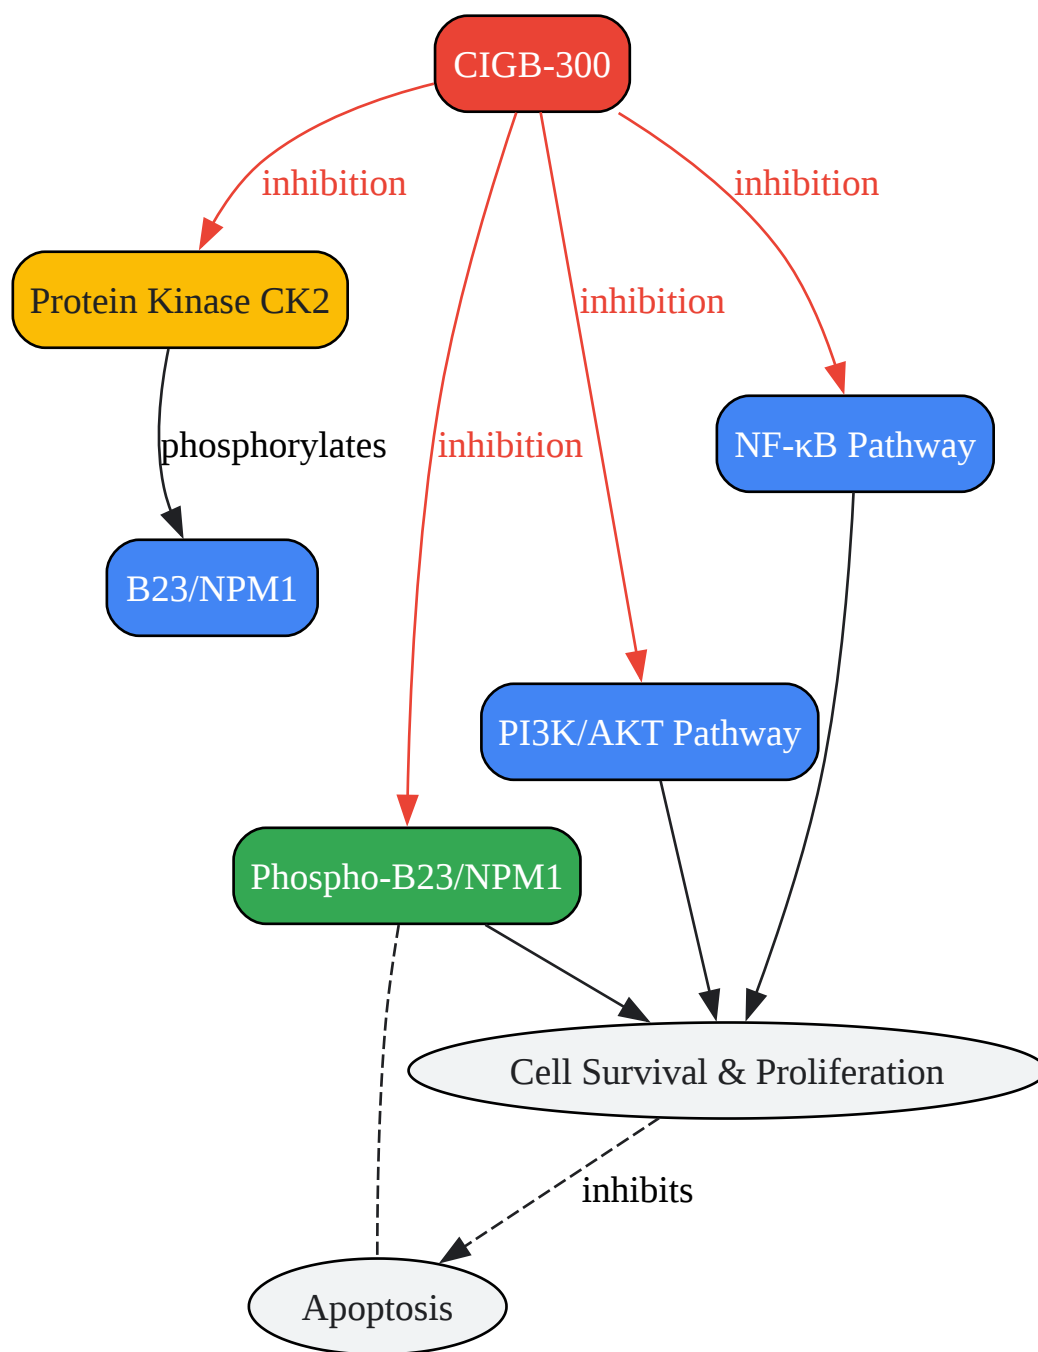 CIGB-300
inhibition
inhibition
Protein Kinase CK2
inhibition
phosphorylates
inhibition
NF-κB Pathway
B23/NPM1
PI3K/AKT Pathway
Phospho-B23/NPM1
Cell Survival & Proliferation
inhibits
Apoptosis